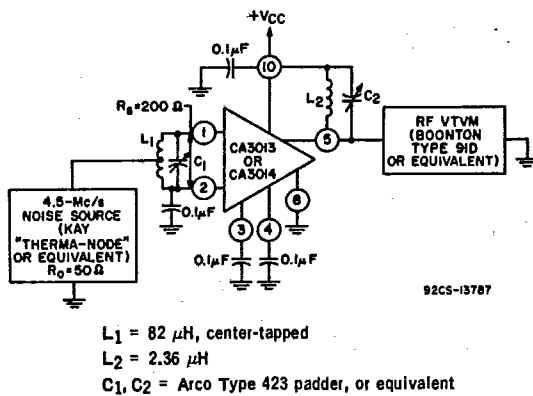 +VCC
0.1µF
10
RS=200 Ω
L1
C1
1
2
CA3013
OR
CA3014
L2
C2
5
RF VTVM
(BOONTON
TYPE 91D
OR EQUIVALENT)
4.5-Mc/s
NOISE SOURCE
(KAY
"THERMA-NODE"
OR EQUIVALENT)
RO=50Ω
0.1µF
3
4
6
0.1µF
0.1µF
92CS-13787
L1 = 82 µH, center-tapped
L2 = 2.36 µH
C1, C2 = Arco Type 423 padder, or equivalent